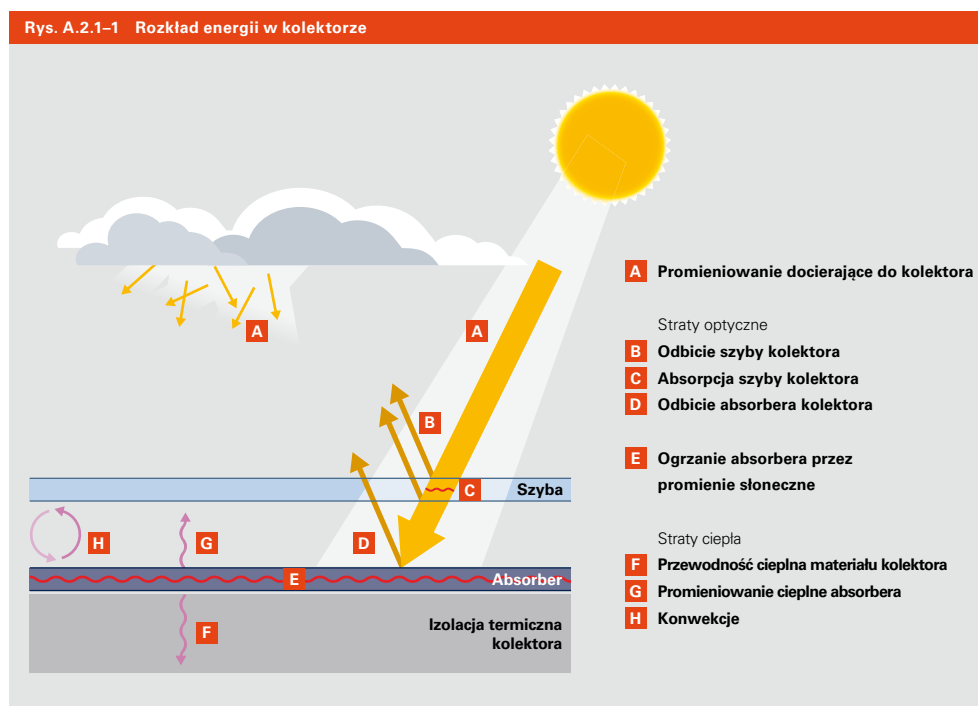 Rys. A.2.1–1 Rozkład energii w kolektorze
A Promieniowanie docierające do kolektora
Straty optyczne
B Odbicie szyby kolektora
C Absorpcja szyby kolektora
D Odbicie absorbera kolektora
E Ogrzanie absorbera przez
promienie słoneczne
Straty ciepła
F Przewodność cieplna materiału kolektora
G Promieniowanie cieplne absorbera
H Konwekcje
A
A
B
C
Szyba
H
G
D
E
Absorber
F
Izolacja termiczna
kolektora